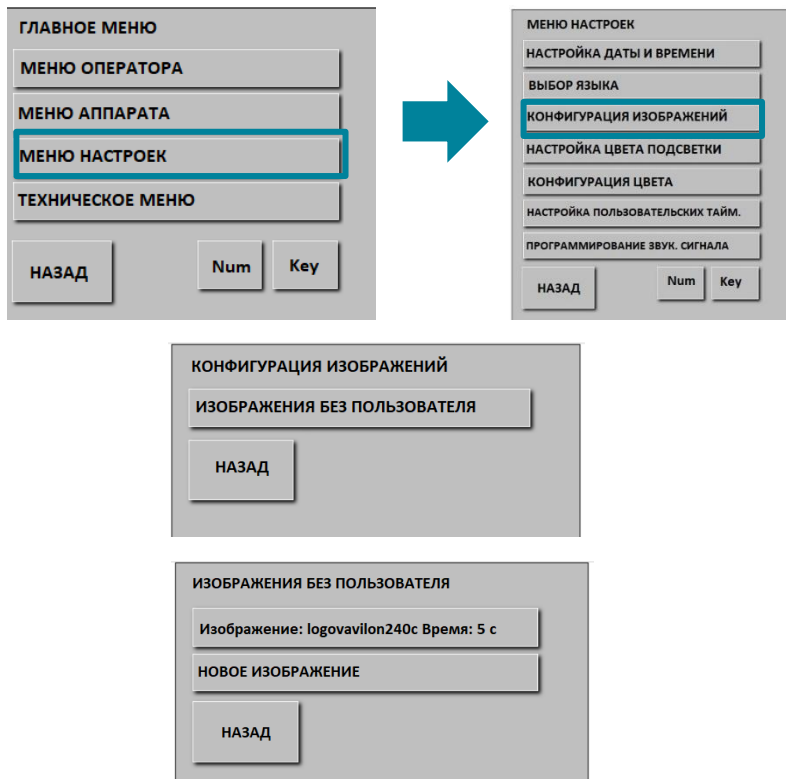 ГЛАВНОЕ МЕНЮ
МЕНЮ ОПЕРАТОРА
МЕНЮ АППАРАТА
МЕНЮ НАСТРОЕК
ТЕХНИЧЕСКОЕ МЕНЮ
НАЗАД
Num
Key
МЕНЮ НАСТРОЕК
НАСТРОЙКА ДАТЫ И ВРЕМЕНИ
ВЫБОР ЯЗЫКА
КОНФИГУРАЦИЯ ИЗОБРАЖЕНИЙ
НАСТРОЙКА ЦВЕТА ПОДСВЕТКИ
КОНФИГУРАЦИЯ ЦВЕТА
НАСТРОЙКА ПОЛЬЗОВАТЕЛЬСКИХ ТАЙМ.
ПРОГРАММИРОВАНИЕ ЗВУК. СИГНАЛА
НАЗАД
Num
Key
КОНФИГУРАЦИЯ ИЗОБРАЖЕНИЙ
ИЗОБРАЖЕНИЯ БЕЗ ПОЛЬЗОВАТЕЛЯ
НАЗАД
ИЗОБРАЖЕНИЯ БЕЗ ПОЛЬЗОВАТЕЛЯ
Изображение: logovavilon240c Время: 5 с
НОВОЕ ИЗОБРАЖЕНИЕ
НАЗАД